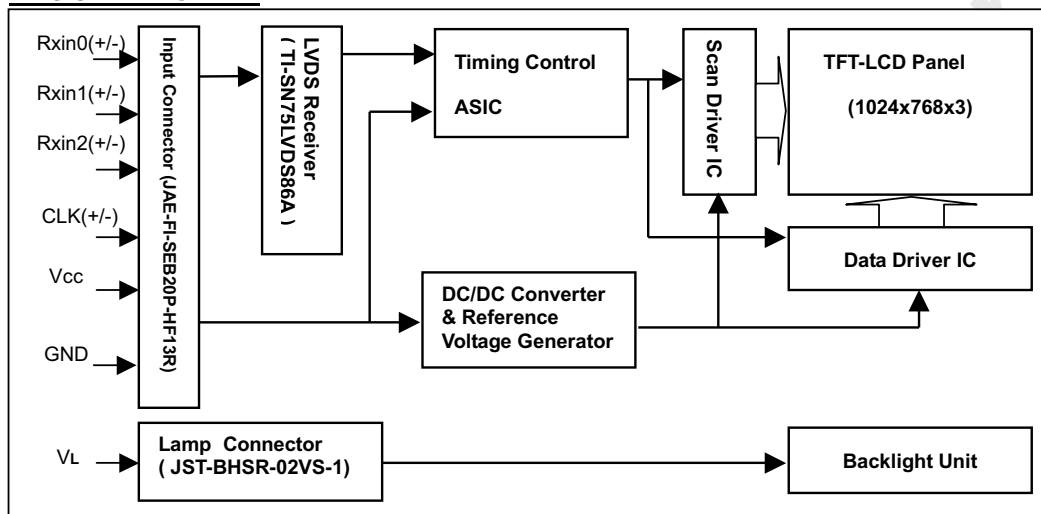 Rxin0(+/-)
Rxin1(+/-)
Rxin2(+/-)
CLK(+/-)
Vcc
GND
VL
Input Connector (JAE-FI-SEB20P-HF13R)
LVDS Receiver
( TI-SN75LVDS86A )
Timing Control
ASIC
Scan Driver IC
TFT-LCD Panel
(1024x768x3)
Data Driver IC
DC/DC Converter
& Reference
Voltage Generator
Lamp Connector
( JST-BHSR-02VS-1)
Backlight Unit